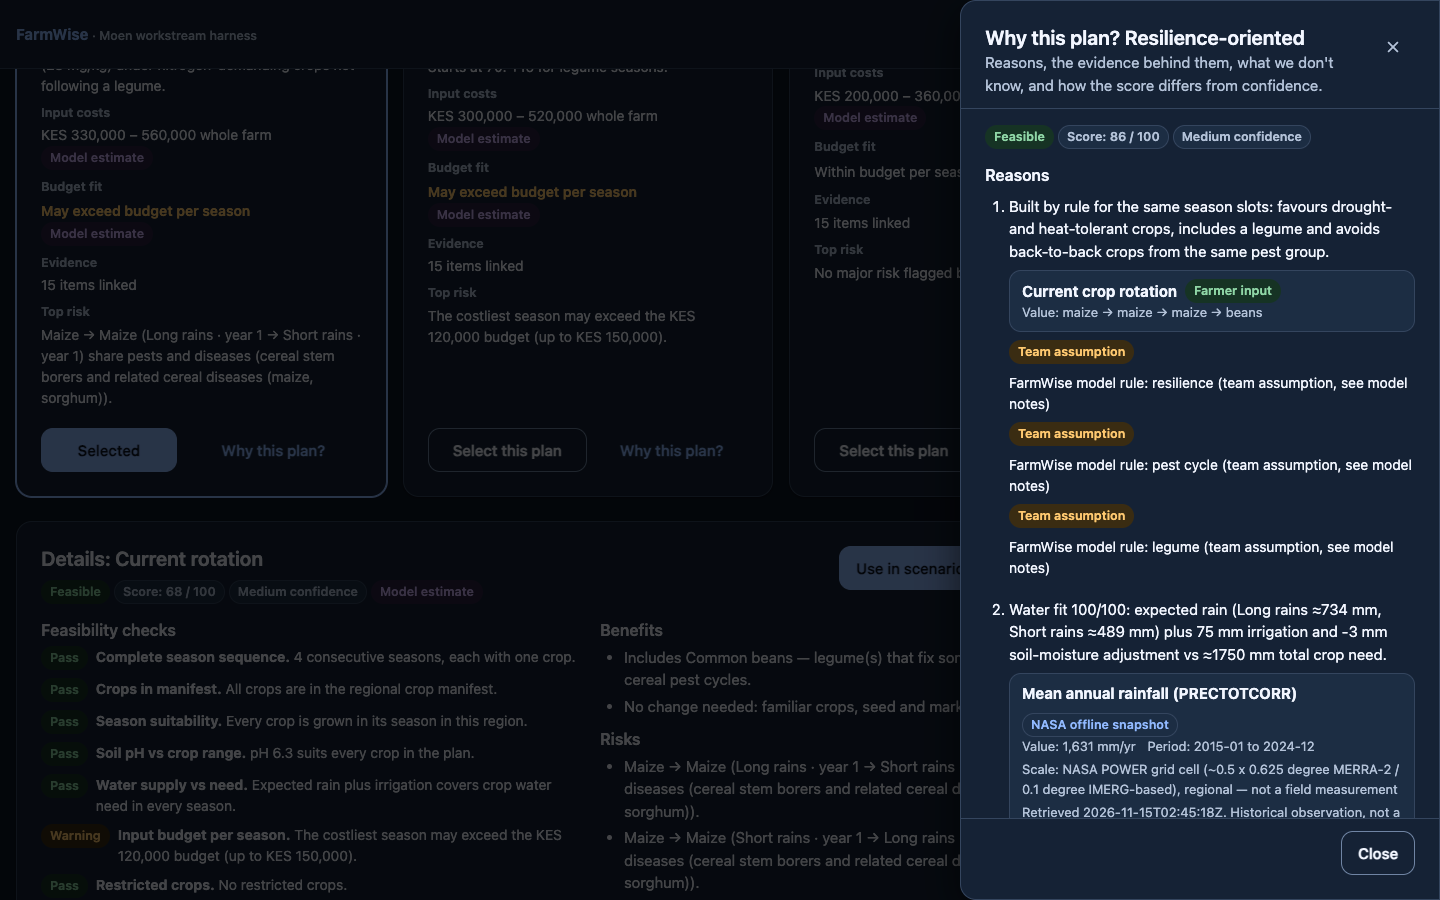 FarmWise · Moen workstream harness
following a legume.
Input costs
KES 330,000 – 560,000 whole farm
Model estimate
Budget fit
May exceed budget per season
Model estimate
Evidence
15 items linked
Top risk
Maize → Maize (Long rains · year 1 → Short rains ·
year 1) share pests and diseases (cereal stem
borers and related cereal diseases (maize,
sorghum)).
Selected
Why this plan?
Input costs
KES 300,000 – 520,000 whole farm
Model estimate
Budget fit
May exceed budget per season
Model estimate
Evidence
15 items linked
Top risk
The costliest season may exceed the KES
120,000 budget (up to KES 150,000).
Select this plan
Why this plan?
Input costs
KES 200,000 – 360,00
Model estimate
Budget fit
Within budget per seas
Evidence
15 items linked
Top risk
No major risk flagged b
Select this plan
Details: Current rotation
Use in scenario
Feasible
Score: 68 / 100
Medium confidence
Model estimate
Feasibility checks
Pass Complete season sequence. 4 consecutive seasons, each with one crop.
Pass Crops in manifest. All crops are in the regional crop manifest.
Pass Season suitability. Every crop is grown in its season in this region.
Pass Soil pH vs crop range. pH 6.3 suits every crop in the plan.
Pass Water supply vs need. Expected rain plus irrigation covers crop water
need in every season.
Warning Input budget per season. The costliest season may exceed the KES
120,000 budget (up to KES 150,000).
Pass Restricted crops. No restricted crops.
Benefits
• Includes Common beans — legume(s) that fix som
cereal pest cycles.
• No change needed: familiar crops, seed and mark
Risks
• Maize → Maize (Long rains · year 1 → Short rains
diseases (cereal stem borers and related cereal d
sorghum)).
• Maize → Maize (Short rains · year 1 → Long rains
diseases (cereal stem borers and related cereal d
sorghum)).
Why this plan? Resilience-oriented
Reasons, the evidence behind them, what we don't
know, and how the score differs from confidence.
Feasible
Score: 86 / 100
Medium confidence
Reasons
1. Built by rule for the same season slots: favours drought-
and heat-tolerant crops, includes a legume and avoids
back-to-back crops from the same pest group.
Current crop rotation Farmer input
Value: maize → maize → maize → beans
Team assumption
FarmWise model rule: resilience (team assumption, see model
notes)
Team assumption
FarmWise model rule: pest cycle (team assumption, see model
notes)
Team assumption
FarmWise model rule: legume (team assumption, see model
notes)
2. Water fit 100/100: expected rain (Long rains ≈734 mm,
Short rains ≈489 mm) plus 75 mm irrigation and -3 mm
soil-moisture adjustment vs ≈1750 mm total crop need.
Mean annual rainfall (PRECTOTCORR)
NASA offline snapshot
Value: 1,631 mm/yr Period: 2015-01 to 2024-12
Scale: NASA POWER grid cell (~0.5 x 0.625 degree MERRA-2 /
0.1 degree IMERG-based), regional — not a field measurement
Retrieved 2026-11-15T02:45:18Z. Historical observation, not a
Close